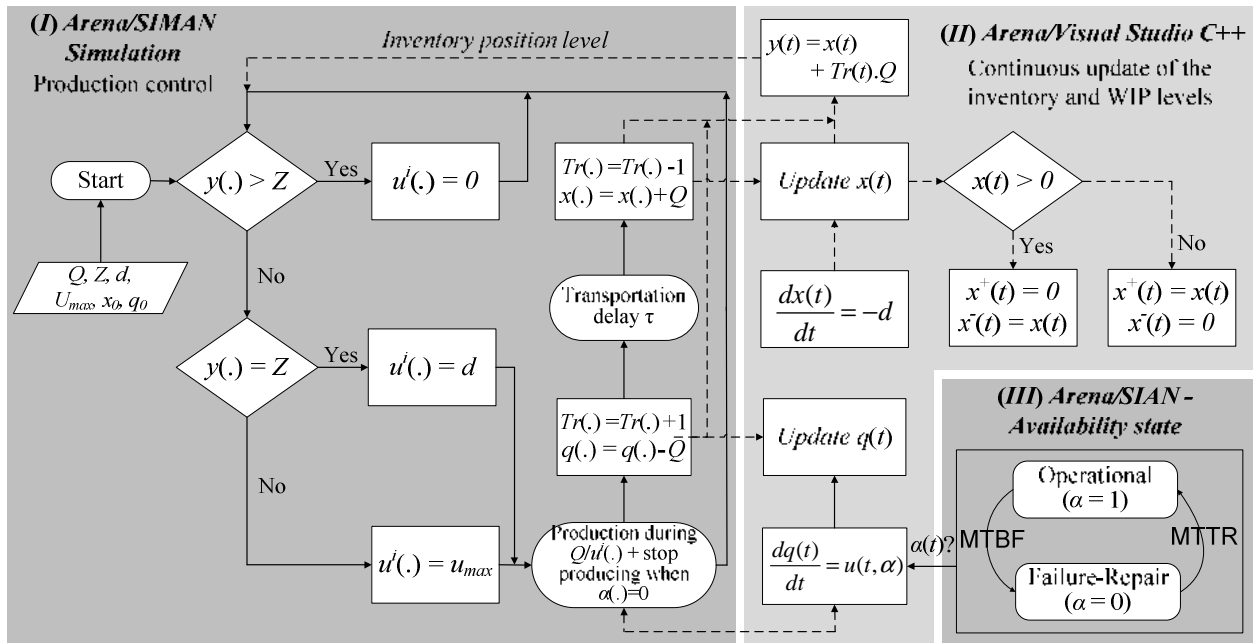 (I) Arena/SIMAN
Simulation
Production control
Inventory position level
Start
Q, Z, d,
Umax, x0, q0
y(.) > Z
Yes
u^i(.) = 0
No
y(.) = Z
Yes
u^i(.) = d
No
u^i(.) = u_max
Tr(.) =Tr(.) -1
x(.) = x(.)+Q
Transportation
delay τ
Tr(.) =Tr(.) +1
q(.) = q(.)-Q
Production during
Q/u^i(.) + stop
producing when
α(.)=0
y(t) = x(t)
+ Tr(t).Q
(II) Arena/Visual Studio C++
Continuous update of the
inventory and WIP levels
Update x(t)
x(t) > 0
Yes
No
x^+(t) = 0
x^-(t) = x(t)
x^+(t) = x(t)
x^-(t) = 0
dx(t)/dt = -d
Update q(t)
dq(t)/dt = u(t, α)
α(t)?
(III) Arena/SIAN -
Availability state
Operational
(α = 1)
MTBF
MTTR
Failure-Repair
(α = 0)